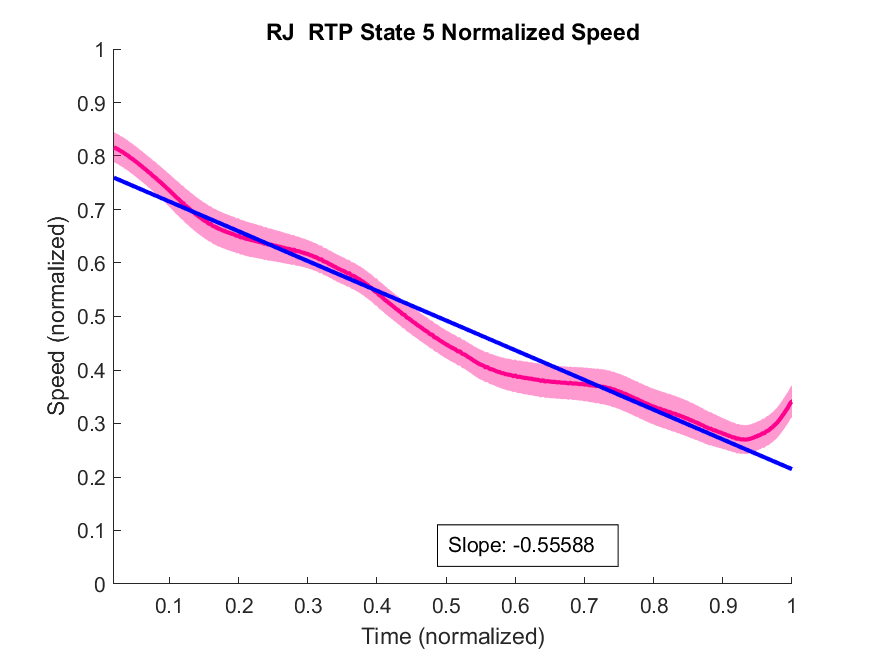 RJ  RTP State 5 Normalized Speed
1
0.9
0.8
0.7
0.6
0.5
0.4
0.3
0.2
0.1
0
Speed (normalized)
Slope: -0.55588
0.1 0.2 0.3 0.4 0.5 0.6 0.7 0.8 0.9 1
Time (normalized)